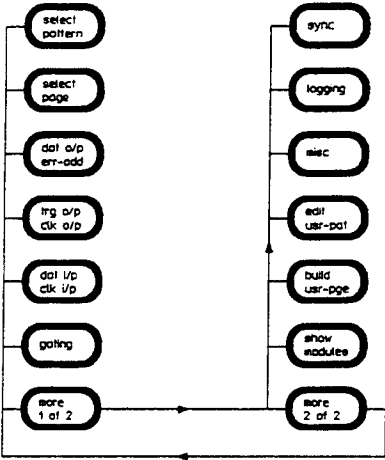 select
pattern
select
page
dat o/p
err-add
trg o/p
clk o/p
dat i/p
clk i/p
gating
more
1 of 2
sync
logging
misc
edit
usr-pat
build
usr-pge
show
modules
more
2 of 2